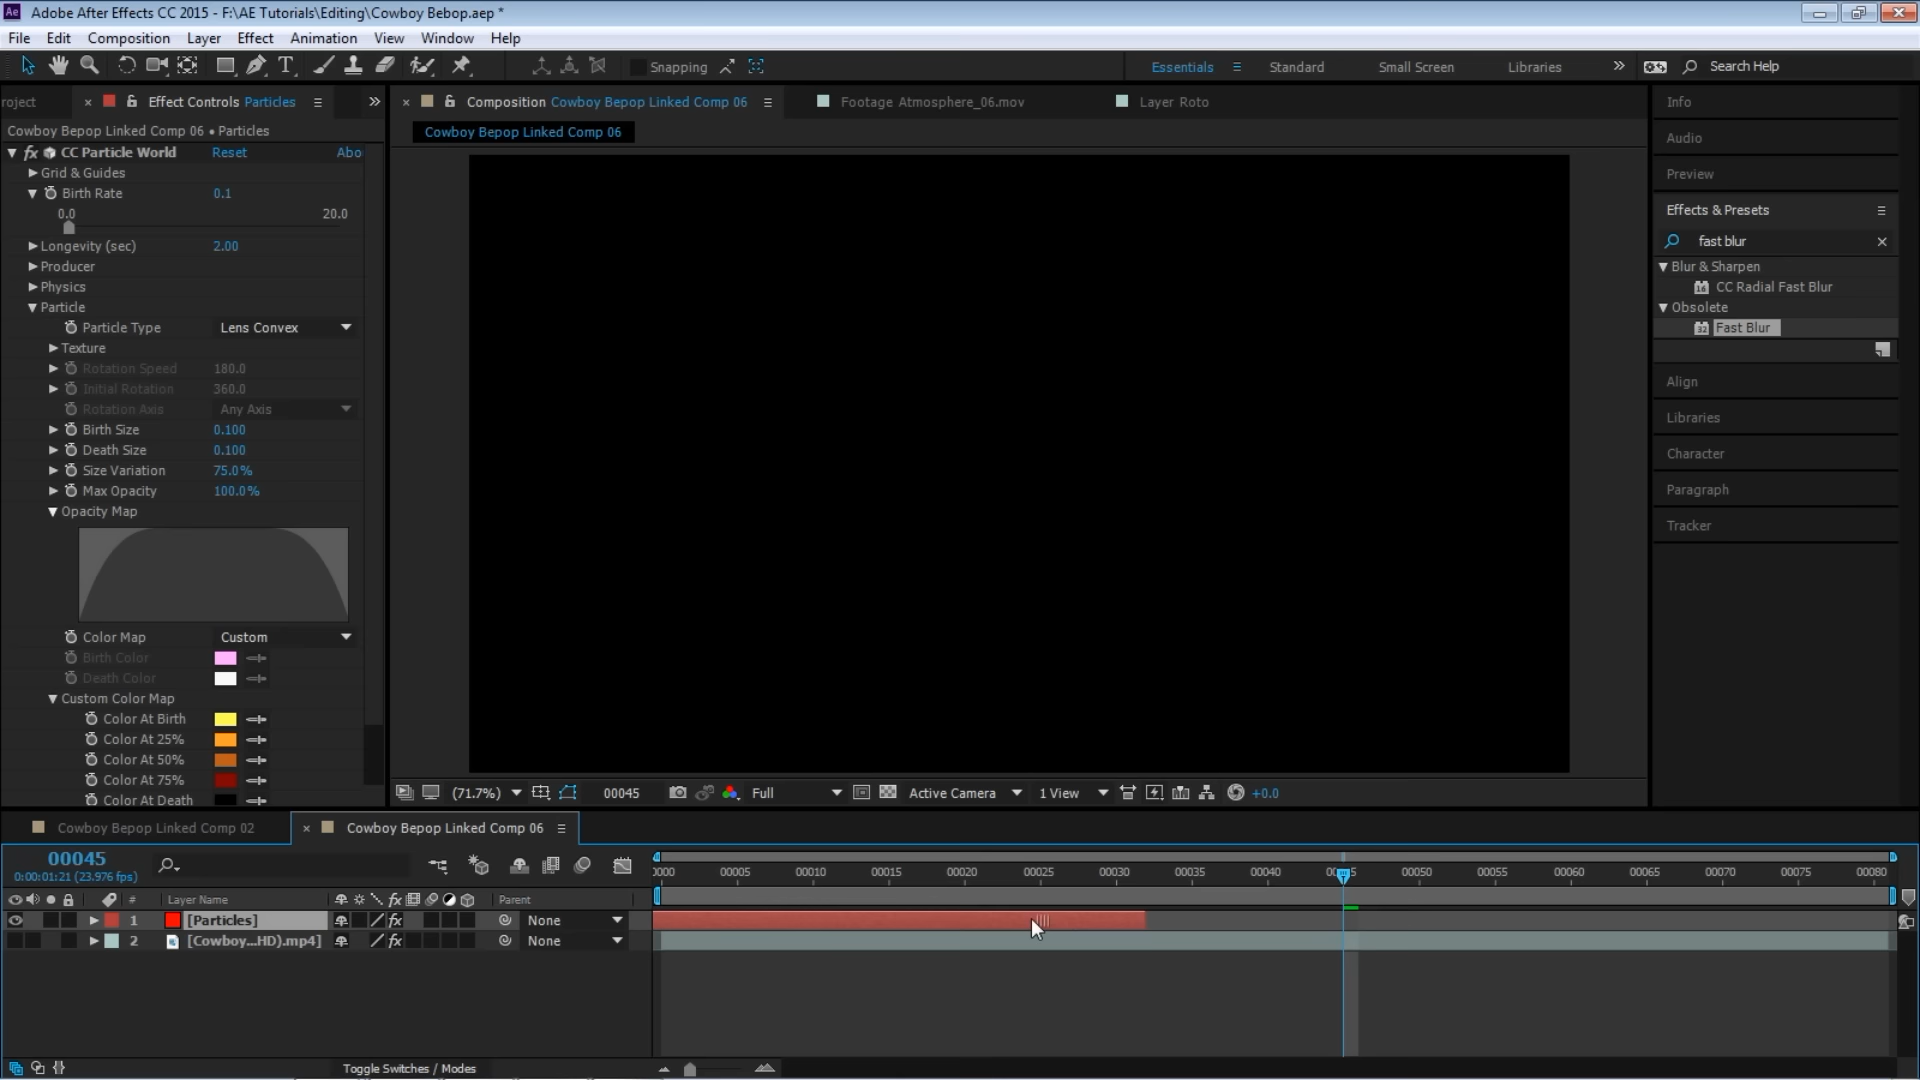 Adobe After Effects CC 2015 - F:\AE Tutorials\Editing\Cowboy Bebop.aep *
File Edit Composition Layer Effect Animation View Window Help
Snapping Essentials Standard Small Screen Libraries Search Help
roject Effect Controls Particles Composition Cowboy Bepop Linked Comp 06 Footage Atmosphere_06.mov Layer Roto
Cowboy Bepop Linked Comp 06 • Particles
Cowboy Bepop Linked Comp 06
fx CC Particle World Reset Abo
Grid & Guides
Birth Rate 0.1
0.0 20.0
Longevity (sec) 2.00
Producer
Physics
Particle
Particle Type Lens Convex
Texture
Rotation Speed 180.0
Initial Rotation 360.0
Rotation Axis Any Axis
Birth Size 0.100
Death Size 0.100
Size Variation 75.0%
Max Opacity 100.0%
Opacity Map
Color Map Custom
Birth Color
Death Color
Custom Color Map
Color At Birth
Color At 25%
Color At 50%
Color At 75%
Color At Death
Info
Audio
Preview
Effects & Presets
fast blur
Blur & Sharpen
CC Radial Fast Blur
Obsolete
Fast Blur
Align
Libraries
Character
Paragraph
Tracker
(71.7%) 00045 Full Active Camera 1 View +0.0
Cowboy Bepop Linked Comp 02 Cowboy Bepop Linked Comp 06
00045
0:00:01:21 (23.976 fps)
00005 00010 00015 00020 00025 00030 00035 00040 00050 00055 00060 00065 00070 00075 00080
# Layer Name fx Parent
1 [Particles] fx None
2 [Cowboy...HD).mp4] fx None
Toggle Switches / Modes